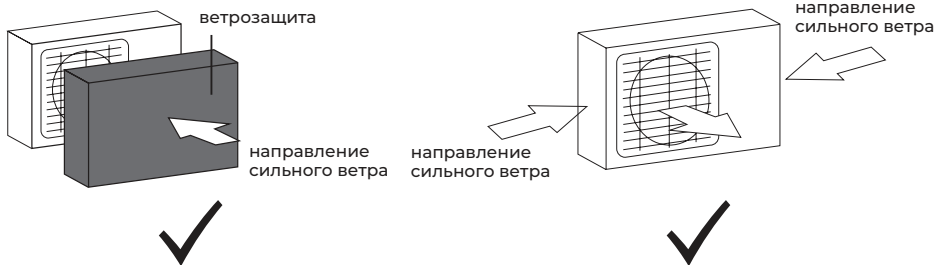 ветрозащита
направление
сильного ветра
направление
сильного ветра
направление
сильного ветра